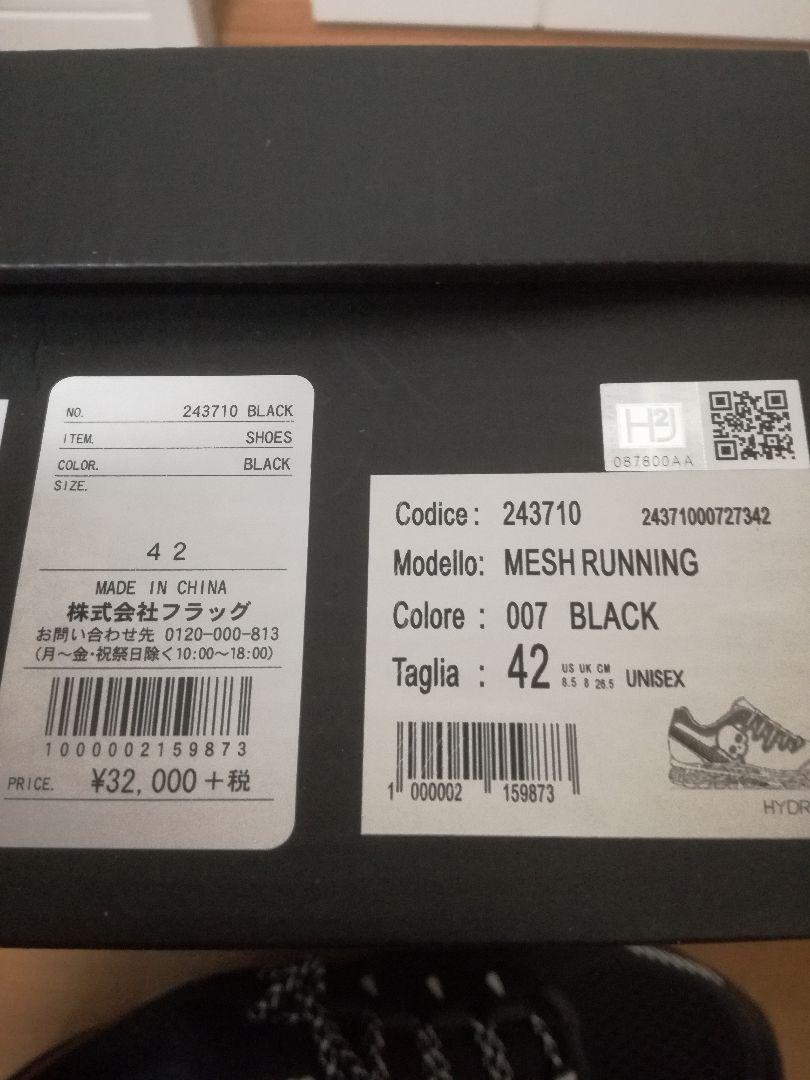 NO. 243710 BLACK
ITEM. SHOES
COLOR. BLACK
SIZE.
42
MADE IN CHINA
株式会社フラッグ
お問い合わせ先 0120-000-813
(月～金・祝祭日除く10:00～18:00)
1000002159873
PRICE. ¥32,000+税
H2J
087800AA
Codice: 243710 24371000727342
Modello: MESH RUNNING
Colore : 007 BLACK
Taglia : 42 US UK CM UNISEX
8.5 8 26.5
1 000002 159873
HYDR